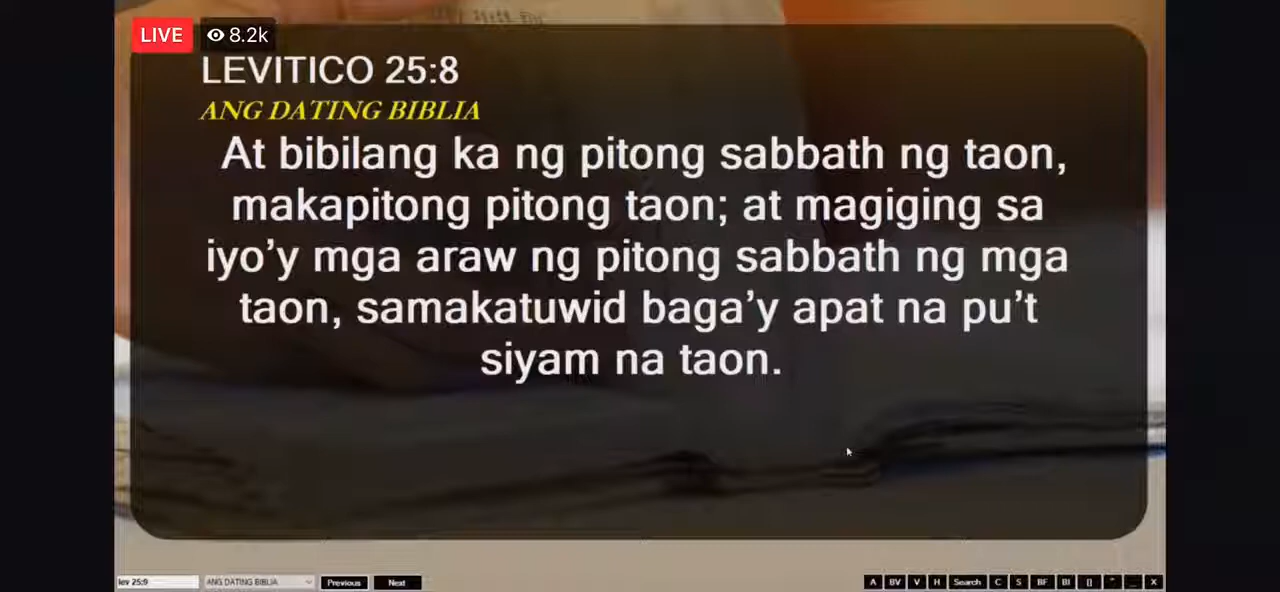 LIVE 8.2k
LEVITICO 25:8
ANG DATING BIBLIA
At bibilang ka ng pitong sabbath ng taon,
makapitong pitong taon; at magiging sa
iyo’y mga araw ng pitong sabbath ng mga
taon, samakatuwid baga’y apat na pu’t
siyam na taon.
lev 25:9 ANG DATING BIBLIA Previous Next A BV V H Search C S BF BI [] " _ X